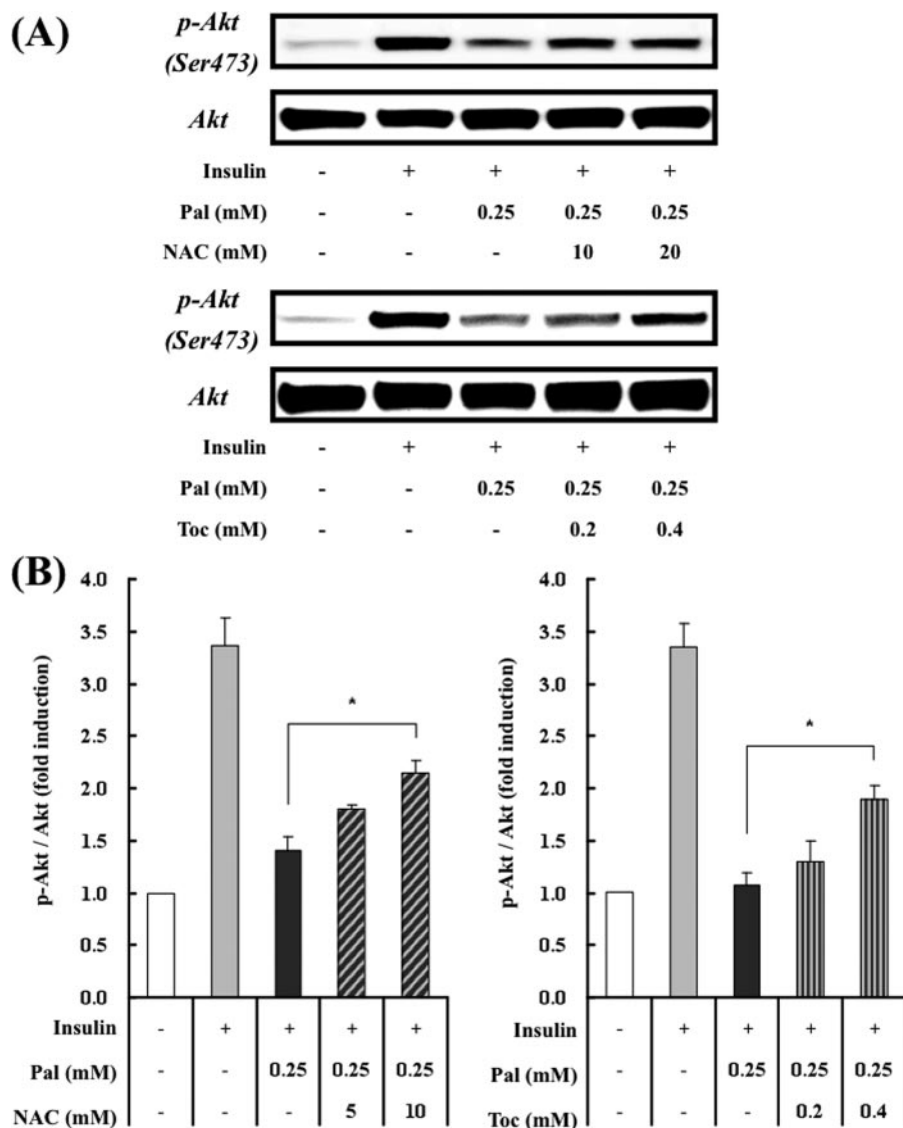 (A)
p-Akt
(Ser473)
Akt
Insulin - + + + +
Pal (mM) - - 0.25 0.25 0.25
NAC (mM) - - - 10 20
p-Akt
(Ser473)
Akt
Insulin - + + + +
Pal (mM) - - 0.25 0.25 0.25
Toc (mM) - - - 0.2 0.4
(B)
p-Akt / Akt (fold induction)
4.0
3.5
3.0
2.5
2.0
1.5
1.0
0.5
0.0
*
Insulin - + + + +
Pal (mM) - - 0.25 0.25 0.25
NAC (mM) - - - 5 10
p-Akt / Akt (fold induction)
4.0
3.5
3.0
2.5
2.0
1.5
1.0
0.5
0.0
*
Insulin - + + + +
Pal (mM) - - 0.25 0.25 0.25
Toc (mM) - - - 0.2 0.4